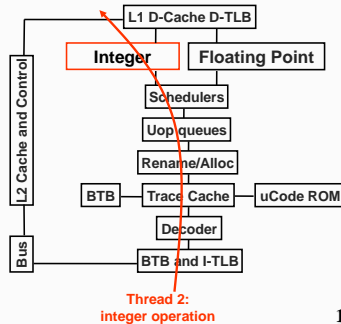 L1 D-Cache D-TLB
Integer
Floating Point
L2 Cache and Control
Schedulers
Uop queues
Rename/Alloc
BTB
Trace Cache
uCode ROM
Decoder
Bus
BTB and I-TLB
Thread 2:
integer operation
1